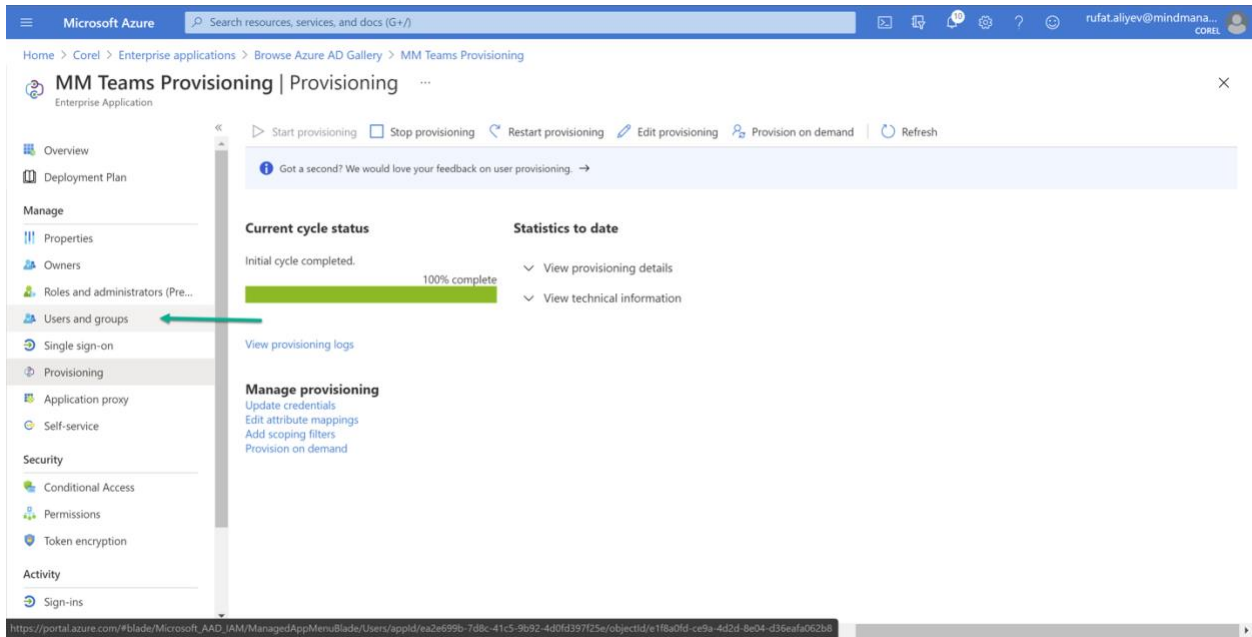 Microsoft Azure
Search resources, services, and docs (G+/)
10
rufat.aliyev@mindmana...
COREL
Home > Corel > Enterprise applications > Browse Azure AD Gallery > MM Teams Provisioning
MM Teams Provisioning | Provisioning ...
Enterprise Application
Overview
Deployment Plan
Manage
Properties
Owners
Roles and administrators (Pre...
Users and groups
Single sign-on
Provisioning
Application proxy
Self-service
Security
Conditional Access
Permissions
Token encryption
Activity
Sign-ins
Start provisioning Stop provisioning Restart provisioning Edit provisioning Provision on demand Refresh
Got a second? We would love your feedback on user provisioning. →
Current cycle status
Initial cycle completed.
100% complete
View provisioning logs
Manage provisioning
Update credentials
Edit attribute mappings
Add scoping filters
Provision on demand
Statistics to date
View provisioning details
View technical information
https://portal.azure.com/#blade/Microsoft_AAD_IAM/ManagedAppMenuBlade/Users/appId/ea2e699b-7d8c-41c5-9b92-4d0fd397f25e/objectId/e1f8a0fd-ce9a-4d2d-8e04-d36eafa062b8